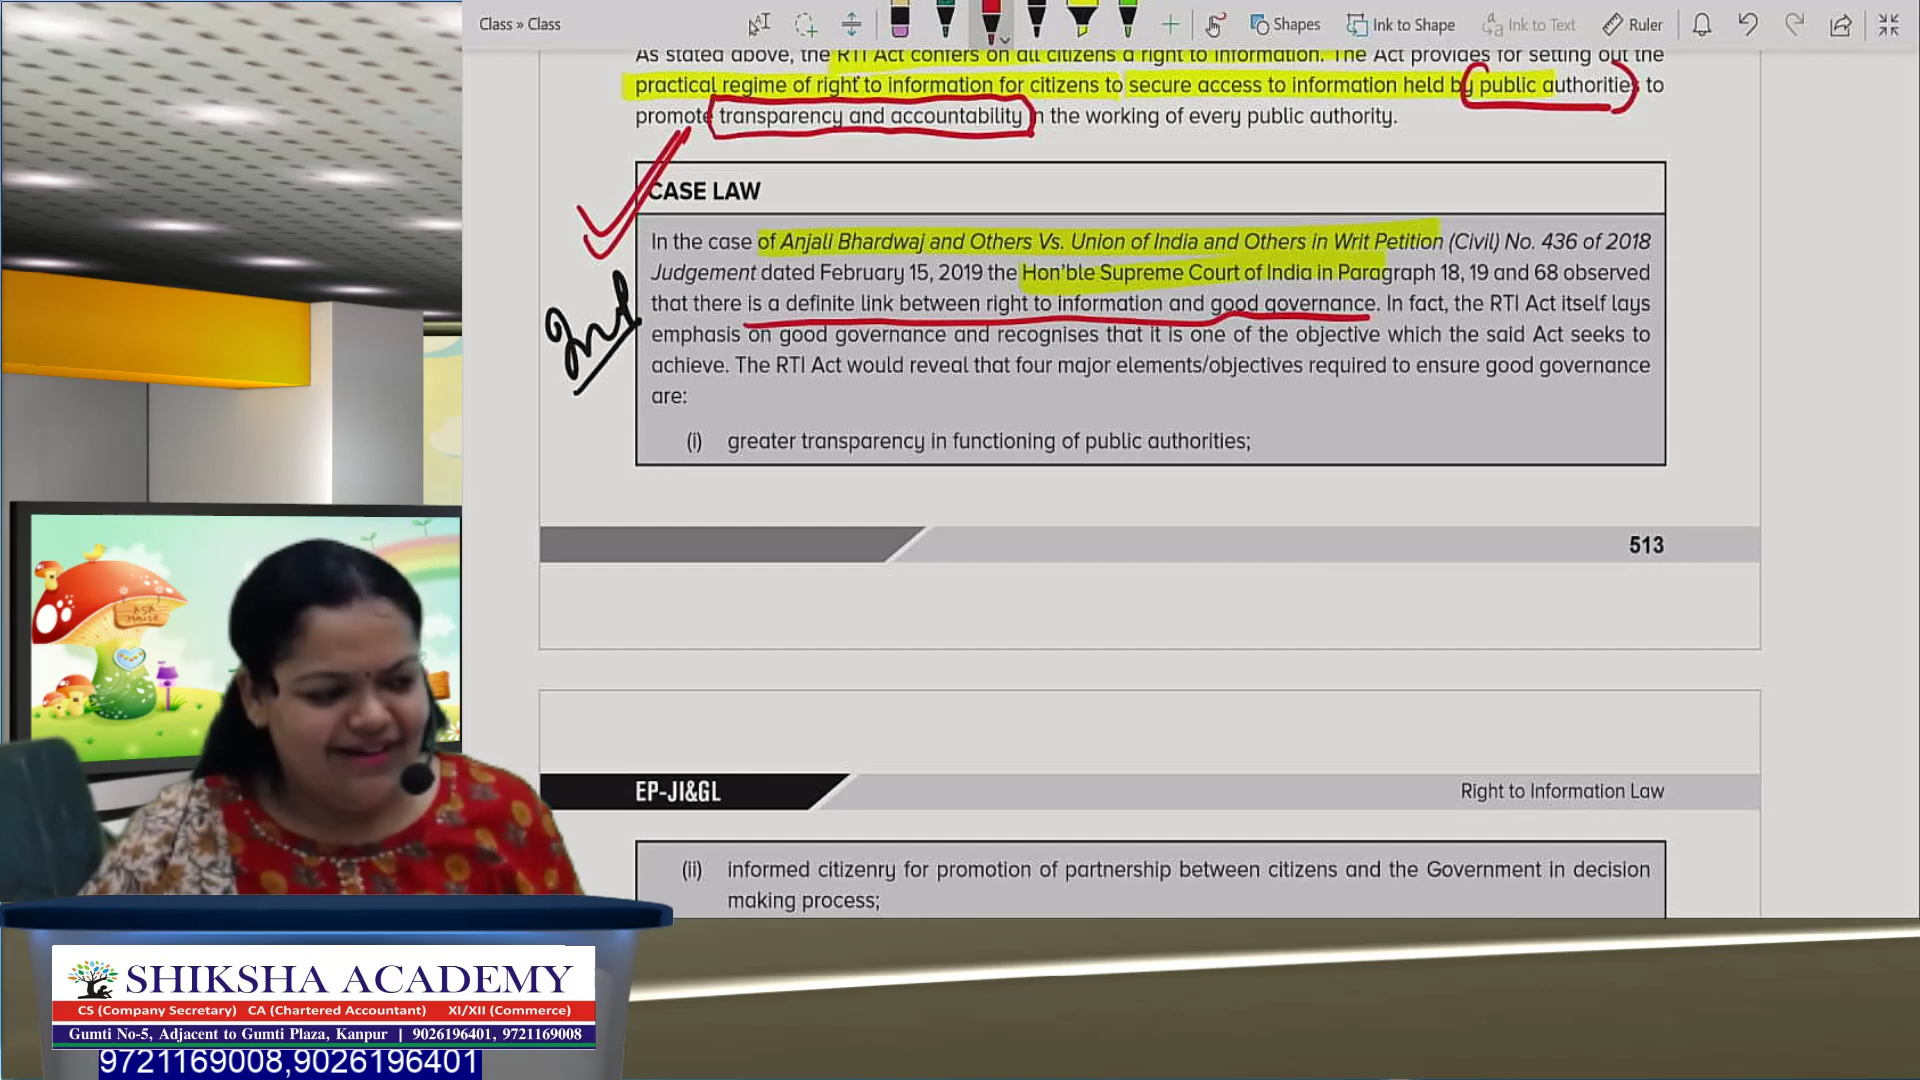 Class » Class
Shapes
Ink to Shape
Ink to Text
Ruler
As stated above, the RTI Act confers on all citizens a right to information. The Act provides for setting out the
practical regime of right to information for citizens to secure access to information held by public authorities to
promote transparency and accountability in the working of every public authority.
CASE LAW
In the case of Anjali Bhardwaj and Others Vs. Union of India and Others in Writ Petition (Civil) No. 436 of 2018
Judgement dated February 15, 2019 the Hon'ble Supreme Court of India in Paragraph 18, 19 and 68 observed
that there is a definite link between right to information and good governance. In fact, the RTI Act itself lays
emphasis on good governance and recognises that it is one of the objective which the said Act seeks to
achieve. The RTI Act would reveal that four major elements/objectives required to ensure good governance
are:
(i) greater transparency in functioning of public authorities;
513
EP-JI&GL
Right to Information Law
(ii) informed citizenry for promotion of partnership between citizens and the Government in decision
making process;
SHIKSHA ACADEMY
CS (Company Secretary) CA (Chartered Accountant) XI/XII (Commerce)
Gumti No-5, Adjacent to Gumti Plaza, Kanpur | 9026196401, 9721169008
9721169008,9026196401